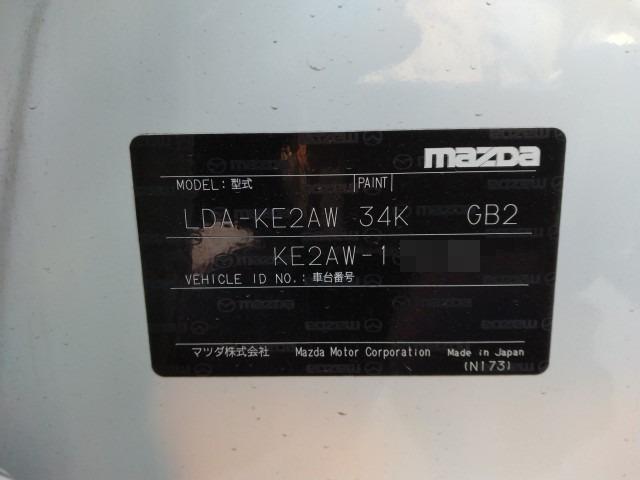 mazda
MODEL: 型式 PAINT
LDA-KE2AW 34K GB2
KE2AW-1
VEHICLE ID NO.: 車台番号
マツダ株式会社 Mazda Motor Corporation Made in Japan
(N173)